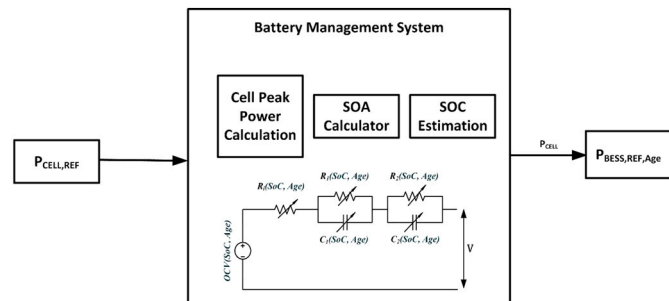 Battery Management System
Cell Peak
Power
Calculation
SOA
Calculator
SOC
Estimation
P_CELL,REF
P_CELL
P_BESS,REF,Age
R_i(SoC, Age)
R_1(SoC, Age)
R_2(SoC, Age)
C_1(SoC, Age)
C_2(SoC, Age)
OCV(SoC, Age)
+
-
V